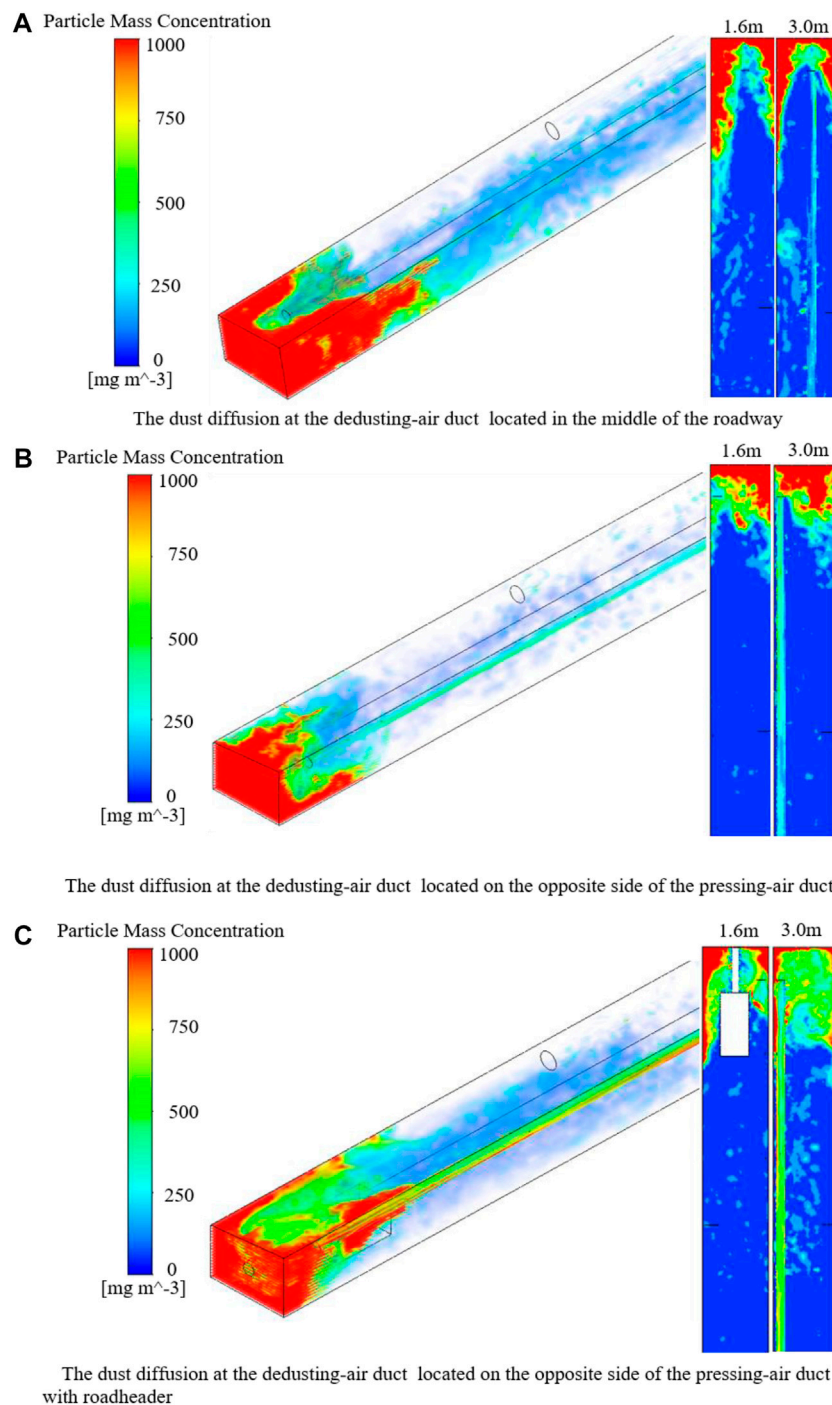 A
Particle Mass Concentration
1000
750
500
250
0
[mg m^-3]
1.6m
3.0m
The dust diffusion at the dedusting-air duct located in the middle of the roadway
B
Particle Mass Concentration
1000
750
500
250
0
[mg m^-3]
1.6m
3.0m
The dust diffusion at the dedusting-air duct located on the opposite side of the pressing-air duct
C
Particle Mass Concentration
1000
750
500
250
0
[mg m^-3]
1.6m
3.0m
The dust diffusion at the dedusting-air duct located on the opposite side of the pressing-air duct
with roadheader